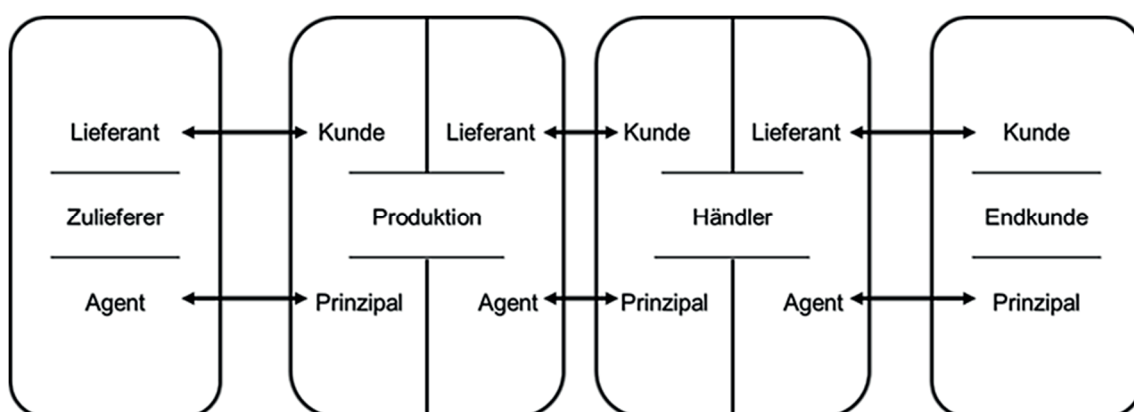 Lieferant Kunde Lieferant Kunde Lieferant Kunde
Zulieferer Produktion Händler Endkunde
Agent Prinzipal Agent Prinzipal Agent Prinzipal